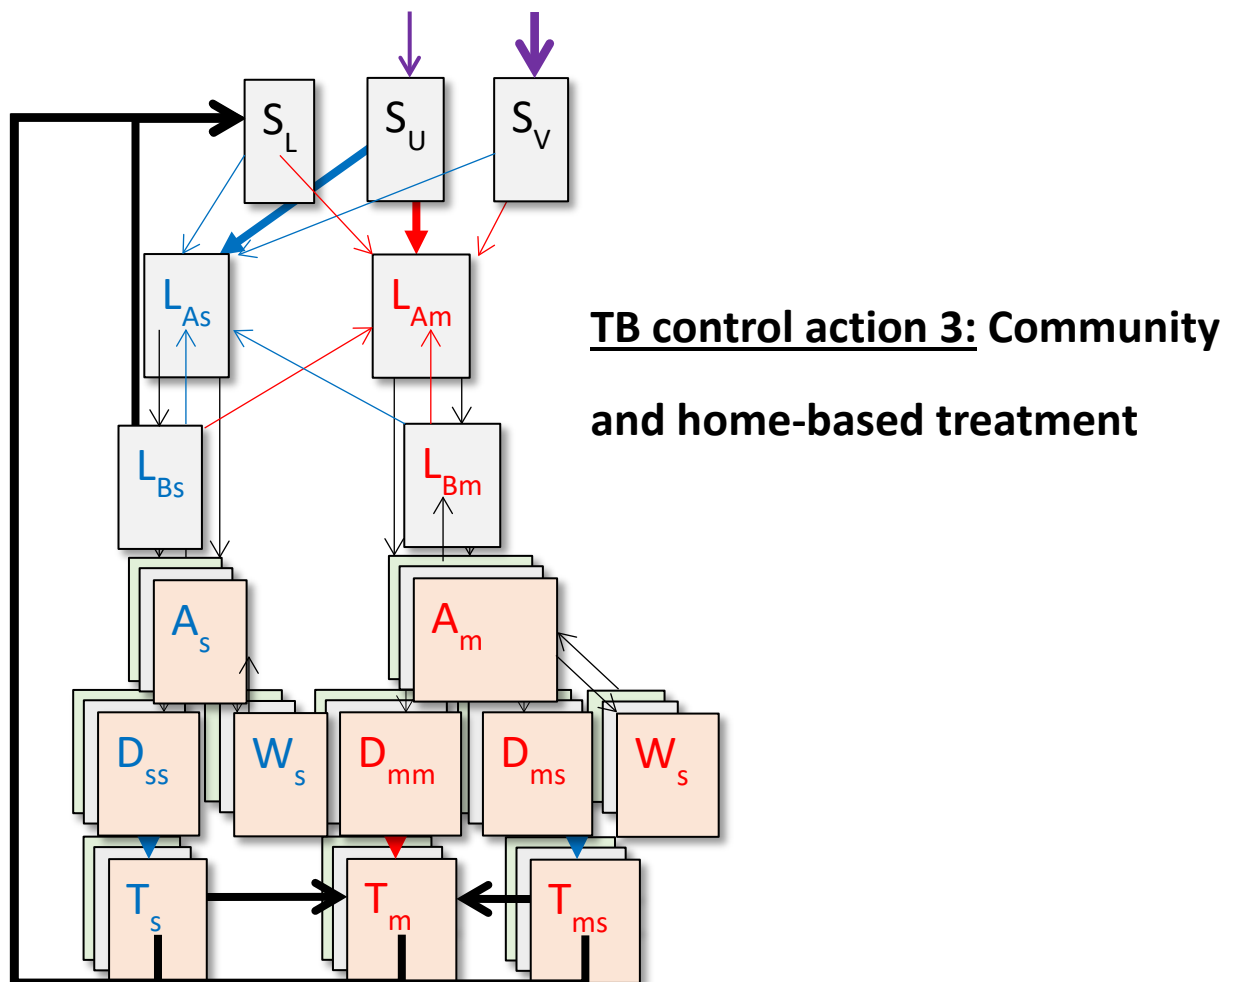 S_L S_U S_V
L_As L_Am
TB control action 3: Community
and home-based treatment
L_Bs L_Bm
A_s A_m
D_ss W_s D_mm D_ms W_s
T_s T_m T_ms